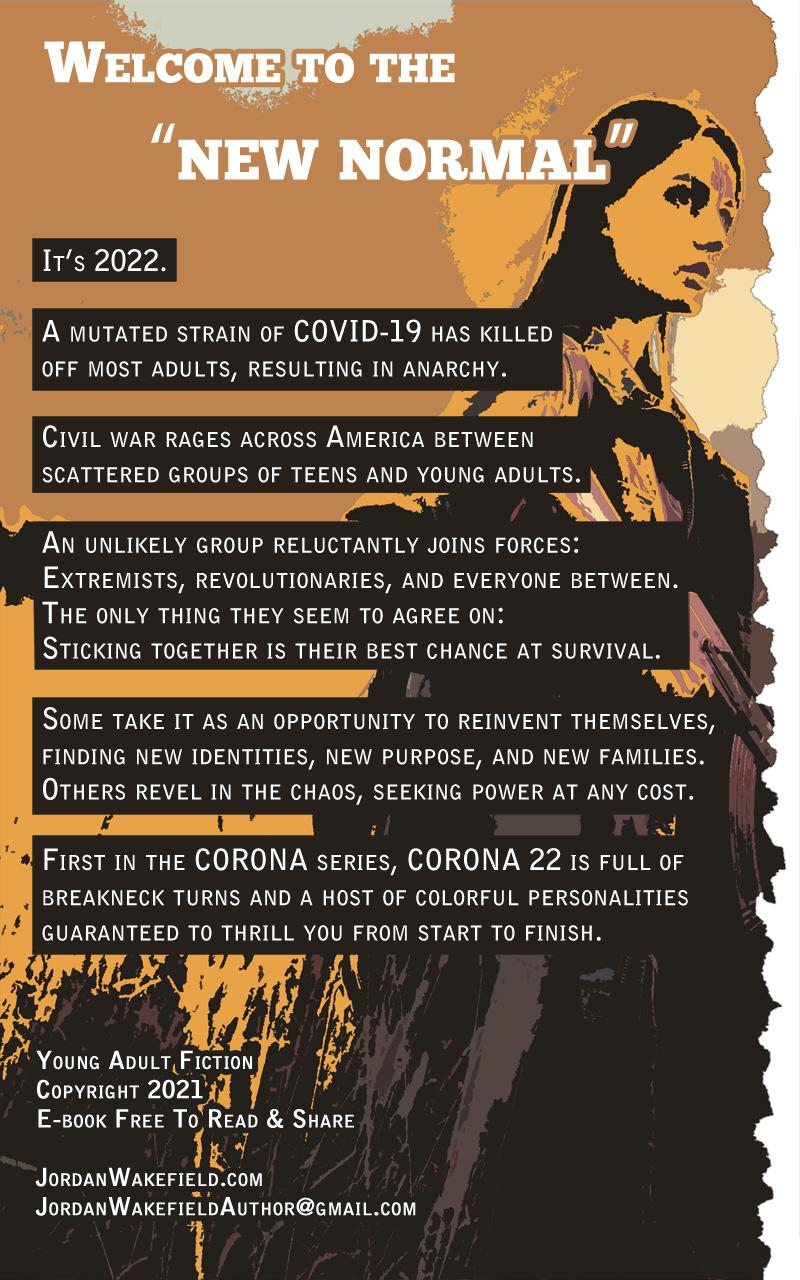 Welcome to the
“NEW NORMAL”
It’s 2022.
A mutated strain of COVID-19 has killed
off most adults, resulting in anarchy.
Civil war rages across America between
scattered groups of teens and young adults.
An unlikely group reluctantly joins forces:
Extremists, revolutionaries, and everyone between.
The only thing they seem to agree on:
Sticking together is their best chance at survival.
Some take it as an opportunity to reinvent themselves,
finding new identities, new purpose, and new families.
Others revel in the chaos, seeking power at any cost.
First in the CORONA series, CORONA 22 is full of
breakneck turns and a host of colorful personalities
guaranteed to thrill you from start to finish.
Young Adult Fiction
Copyright 2021
E-book Free To Read & Share
JordanWakefield.com
JordanWakefieldAuthor@gmail.com